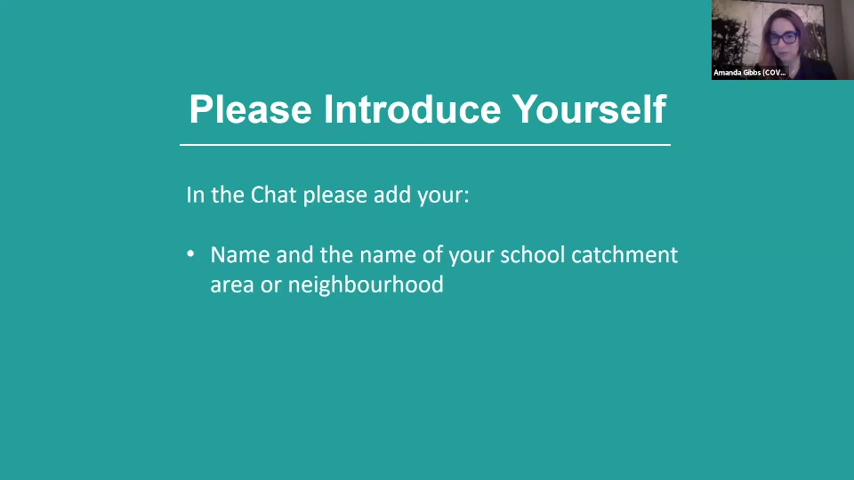 Amanda Gibbs (COV...
Please Introduce Yourself
In the Chat please add your:
• Name and the name of your school catchment
area or neighbourhood